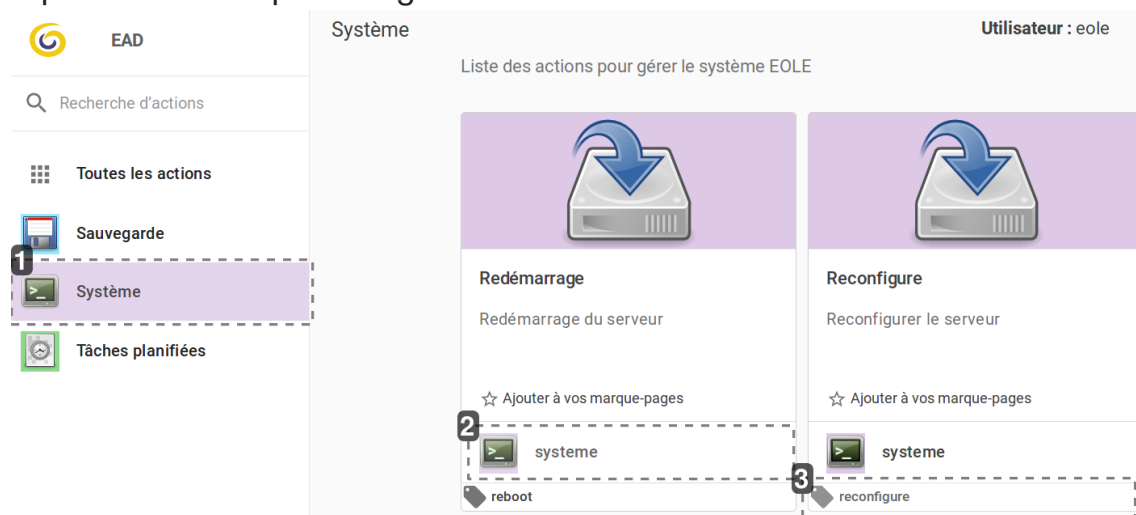 EAD
Recherche d'actions
Toutes les actions
Sauvegarde
1
Système
Tâches planifiées
Système
Utilisateur : eole
Liste des actions pour gérer le système EOLE
Redémarrage
Redémarrage du serveur
Ajouter à vos marque-pages
2
systeme
reboot
Reconfigure
Reconfigurer le serveur
Ajouter à vos marque-pages
systeme
3
reconfigure